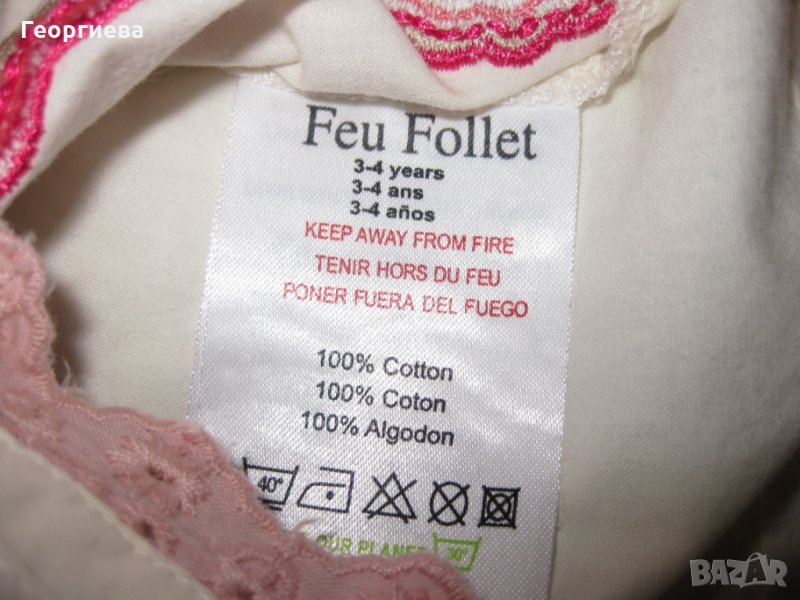 Георгиева
Feu Follet
3-4 years
3-4 ans
3-4 años
KEEP AWAY FROM FIRE
TENIR HORS DU FEU
PONER FUERA DEL FUEGO
100% Cotton
100% Coton
100% Algodon
40°
OUR PLANET 30°
BAZAR